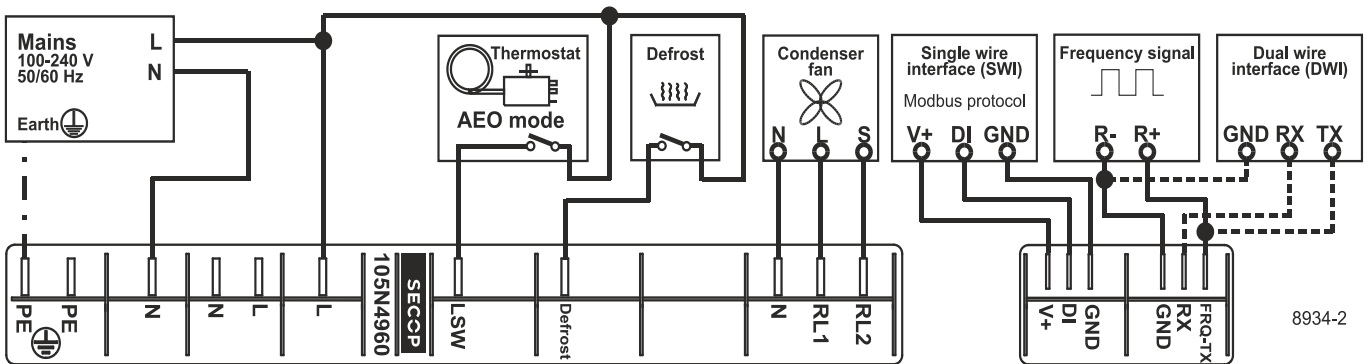 Mains
100-240 V
50/60 Hz
L
N
Earth
Thermostat
AEO mode
Defrost
Condenser
fan
N L S
Single wire
interface (SWI)
Modbus protocol
V+ DI GND
Frequency signal
R- R+
Dual wire
interface (DWI)
GND RX TX
PE
PE
N
N
L
L
105N4960
SECOP
LSW
Defrost
N
RL1
RL2
V+
DI
GND
GND
RX
FRQ-TX
8934-2